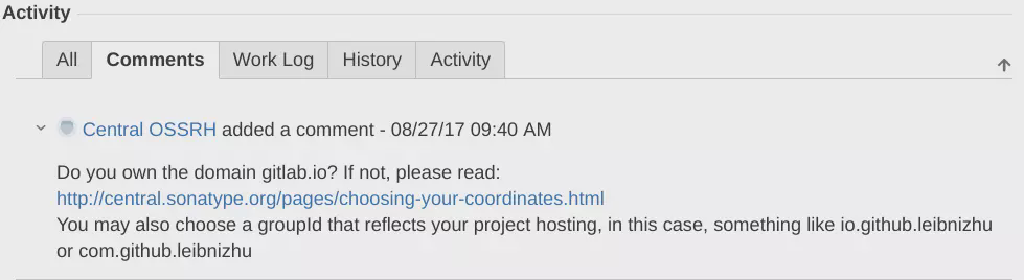 Activity
All Comments Work Log History Activity
Central OSSRH added a comment - 08/27/17 09:40 AM
Do you own the domain gitlab.io? If not, please read:
http://central.sonatype.org/pages/choosing-your-coordinates.html
You may also choose a groupId that reflects your project hosting, in this case, something like io.github.leibnizhu
or com.github.leibnizhu